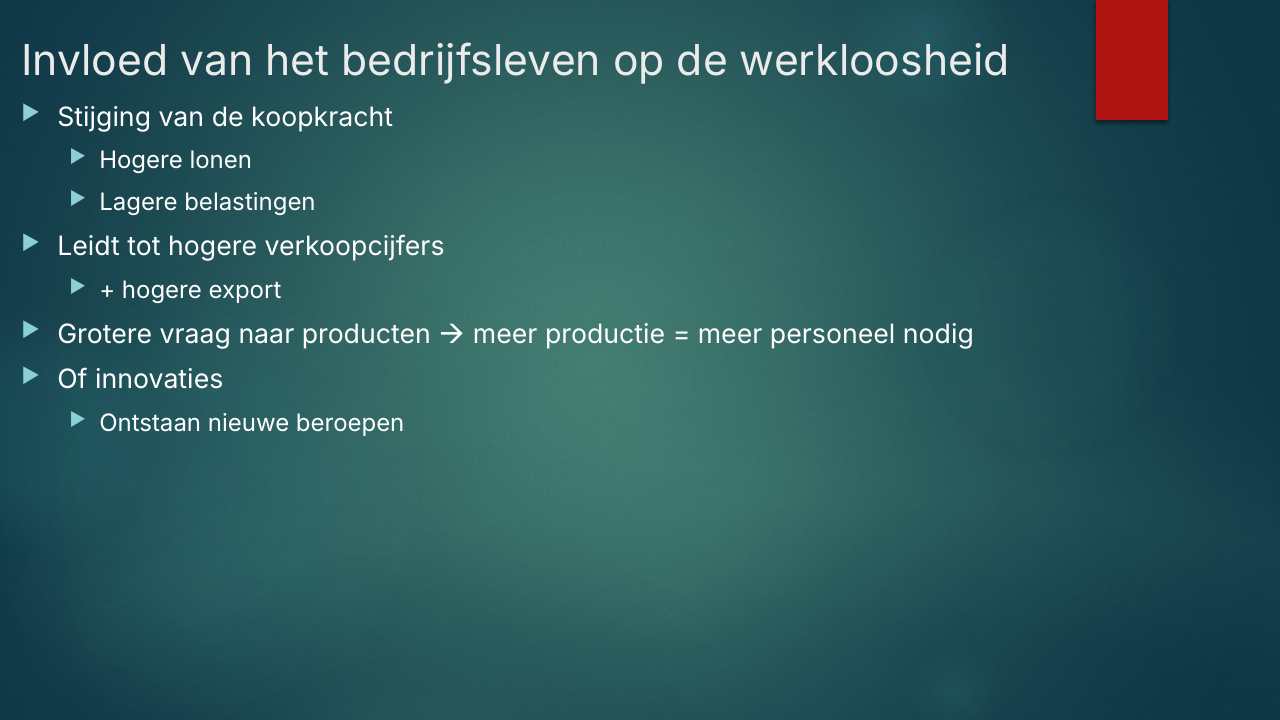 Invloed van het bedrijfsleven op de werkloosheid
Stijging van de koopkracht
Hogere lonen
Lagere belastingen
Leidt tot hogere verkoopcijfers
+ hogere export
Grotere vraag naar producten → meer productie = meer personeel nodig
Of innovaties
Ontstaan nieuwe beroepen